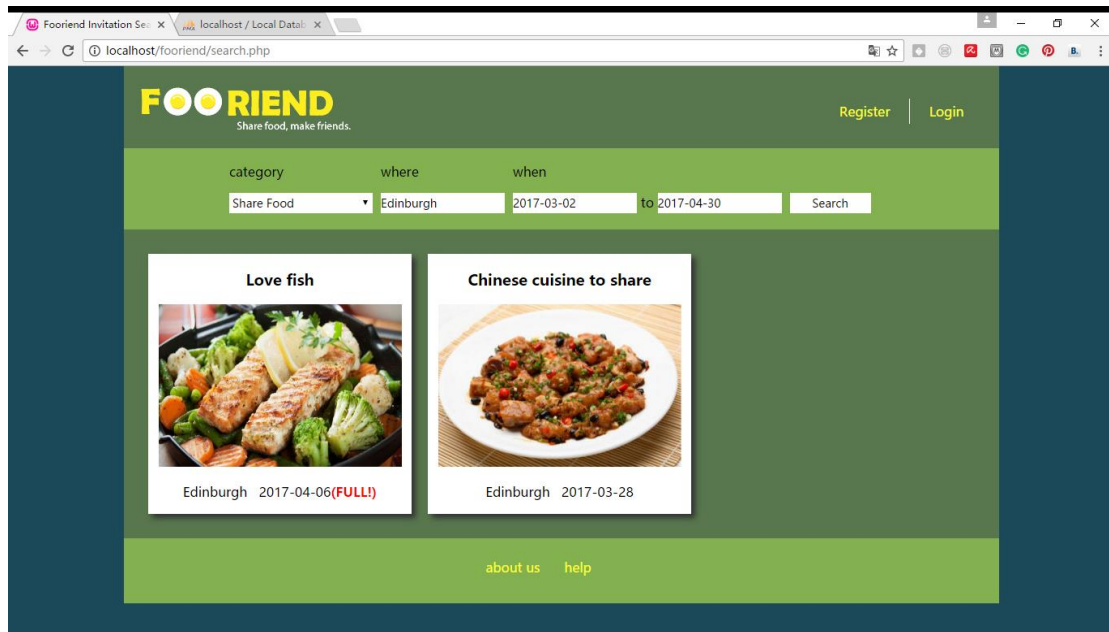 Fooriend Invitation Sea
localhost / Local Datab
localhost/fooriend/search.php
FOORIEND
Share food, make friends.
Register Login
category where when
Share Food Edinburgh 2017-03-02 to 2017-04-30 Search
Love fish Chinese cuisine to share
Edinburgh 2017-04-06(FULL!) Edinburgh 2017-03-28
about us help